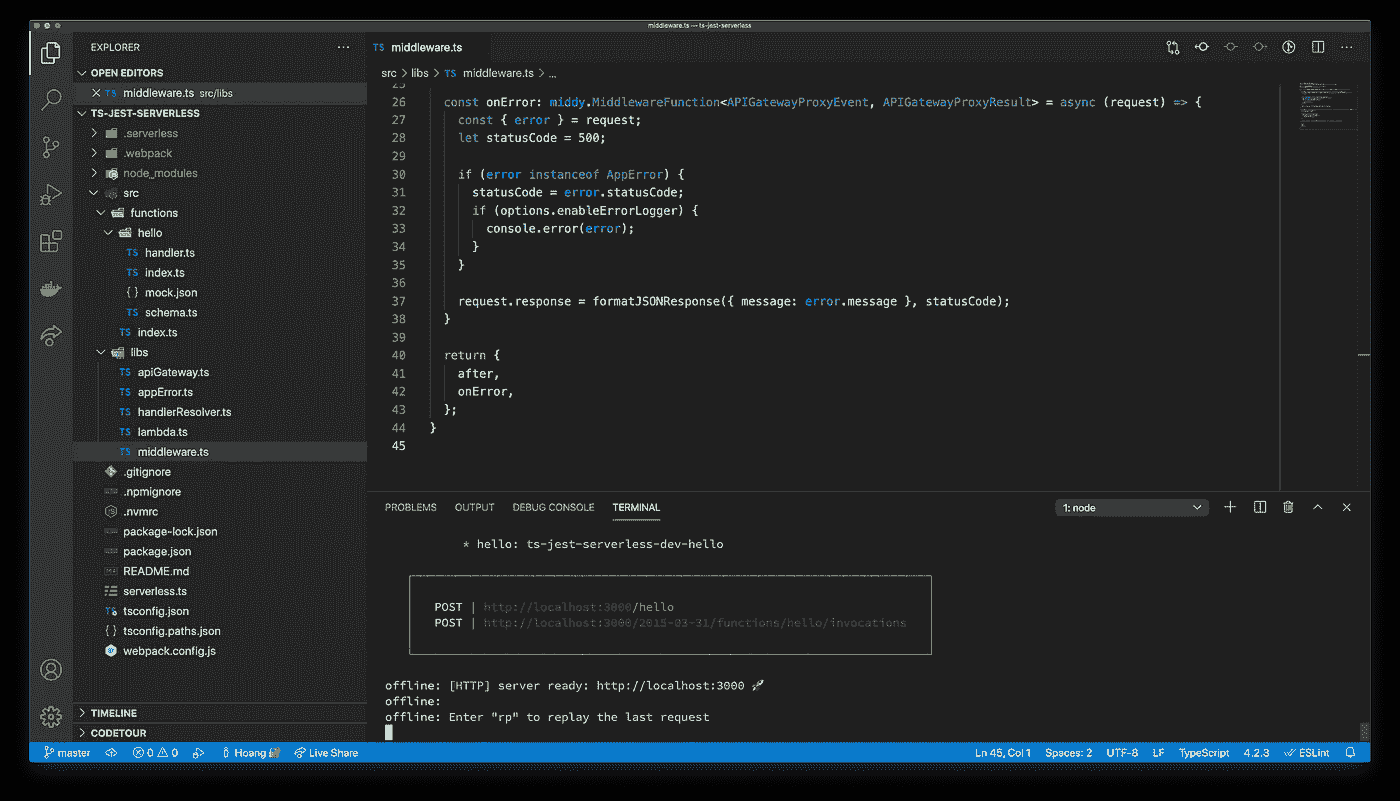 middleware.ts — ts-jest-serverless
EXPLORER
OPEN EDITORS
TS middleware.ts src/libs
TS-JEST-SERVERLESS
.serverless
.webpack
node_modules
src
functions
hello
TS handler.ts
TS index.ts
{ } mock.json
TS schema.ts
TS index.ts
libs
TS apiGateway.ts
TS appError.ts
TS handlerResolver.ts
TS lambda.ts
TS middleware.ts
.gitignore
.npmignore
.nvmrc
package-lock.json
package.json
README.md
serverless.ts
tsconfig.json
{ } tsconfig.paths.json
webpack.config.js
TIMELINE
CODETOUR
TS middleware.ts
src > libs > TS middleware.ts > ...
25
26 const onError: middy.MiddlewareFunction<APIGatewayProxyEvent, APIGatewayProxyResult> = async (request) => {
27 const { error } = request;
28 let statusCode = 500;
29
30 if (error instanceof AppError) {
31 statusCode = error.statusCode;
32 if (options.enableErrorLogger) {
33 console.error(error);
34 }
35 }
36
37 request.response = formatJSONResponse({ message: error.message }, statusCode);
38 }
39
40 return {
41 after,
42 onError,
43 };
44 }
45
PROBLEMS OUTPUT DEBUG CONSOLE TERMINAL 1: node
* hello: ts-jest-serverless-dev-hello
POST | http://localhost:3000/hello
POST | http://localhost:3000/2015-03-31/functions/hello/invocations
offline: [HTTP] server ready: http://localhost:3000 🚀
offline:
offline: Enter "rp" to replay the last request
master 0 0 Hoang Live Share Ln 45, Col 1 Spaces: 2 UTF-8 LF TypeScript 4.2.3 ESLint